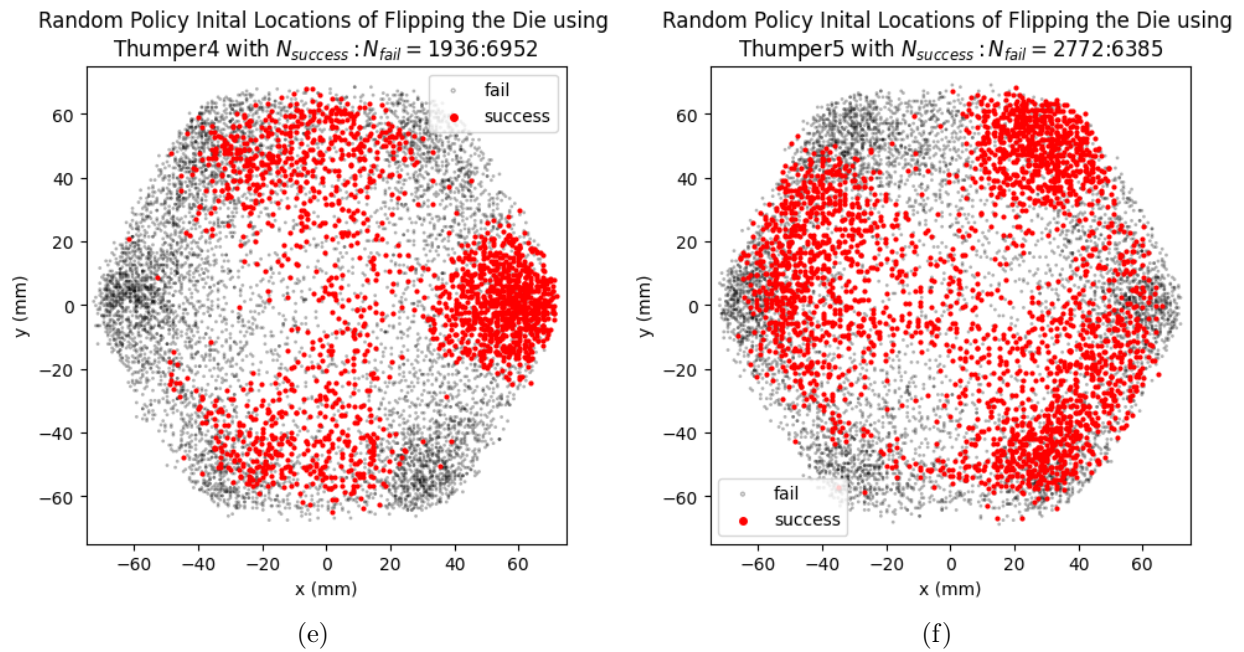 Random Policy Inital Locations of Flipping the Die using
Thumper4 with N_success : N_fail = 1936:6952
fail
success
60
40
20
0
−20
−40
−60
y (mm)
−60
−40
−20
0
20
40
60
x (mm)
(e)
Random Policy Inital Locations of Flipping the Die using
Thumper5 with N_success : N_fail = 2772:6385
60
40
20
0
−20
−40
−60
y (mm)
fail
success
−60
−40
−20
0
20
40
60
x (mm)
(f)